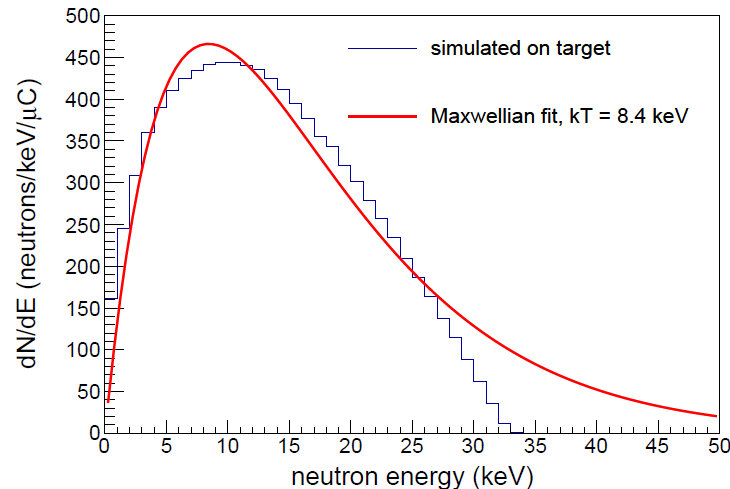 500
450
400
350
300
250
200
150
100
50
0
dN/dE (neutrons/keV/μC)
simulated on target
Maxwellian fit, kT = 8.4 keV
0 5 10 15 20 25 30 35 40 45 50
neutron energy (keV)